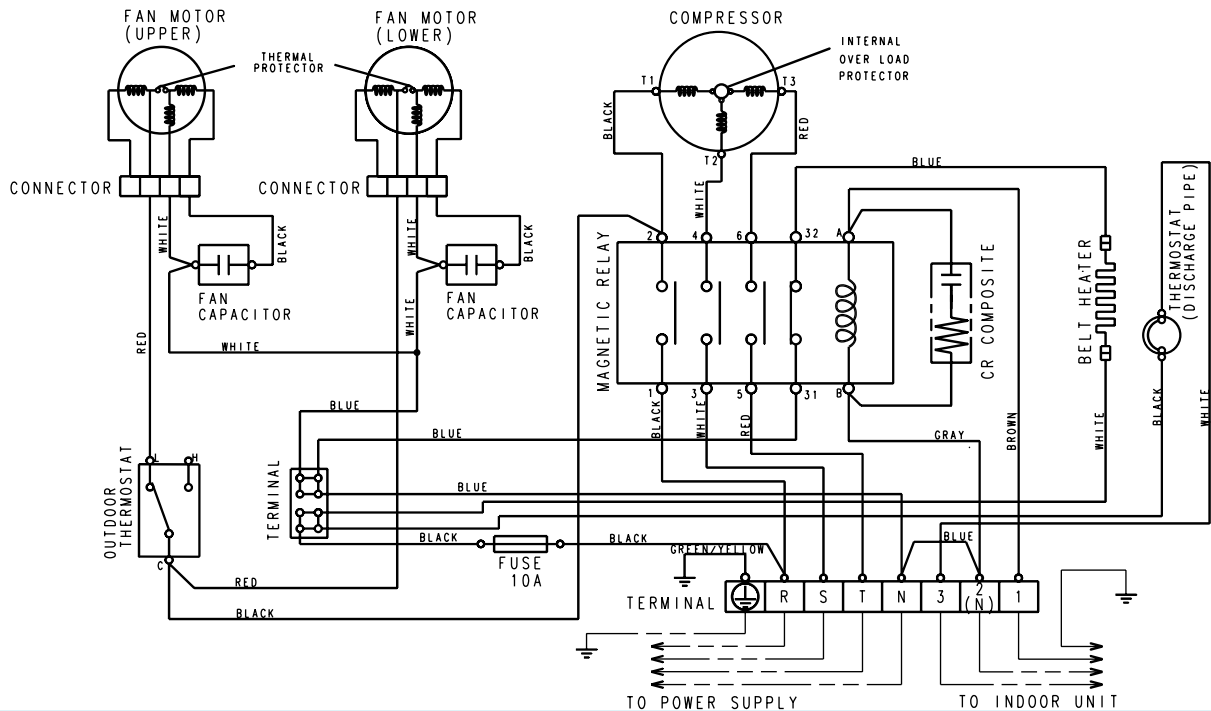 FAN MOTOR
(UPPER)
FAN MOTOR
(LOWER)
COMPRESSOR
THERMAL
PROTECTOR
INTERNAL
OVER LOAD
PROTECTOR
T1
T3
T2
BLACK
RED
WHITE
BLUE
CONNECTOR
CONNECTOR
WHITE
BLACK
WHITE
BLACK
FAN
CAPACITOR
FAN
CAPACITOR
RED
WHITE
WHITE
BLUE
BLUE
MAGNETIC RELAY
2
4
6
32
A
1
3
5
31
B
CR COMPOSITE
BELT HEATER
THERMOSTAT
(DISCHARGE PIPE)
BLACK
WHITE
RED
GRAY
BROWN
WHITE
BLACK
WHITE
L
H
C
OUTDOOR
THERMOSTAT
TERMINAL
BLUE
BLACK
FUSE
10A
BLACK
GREEN/YELLOW
BLUE
RED
BLACK
TERMINAL
R
S
T
N
3
2
(N)
1
TO POWER SUPPLY
TO INDOOR UNIT